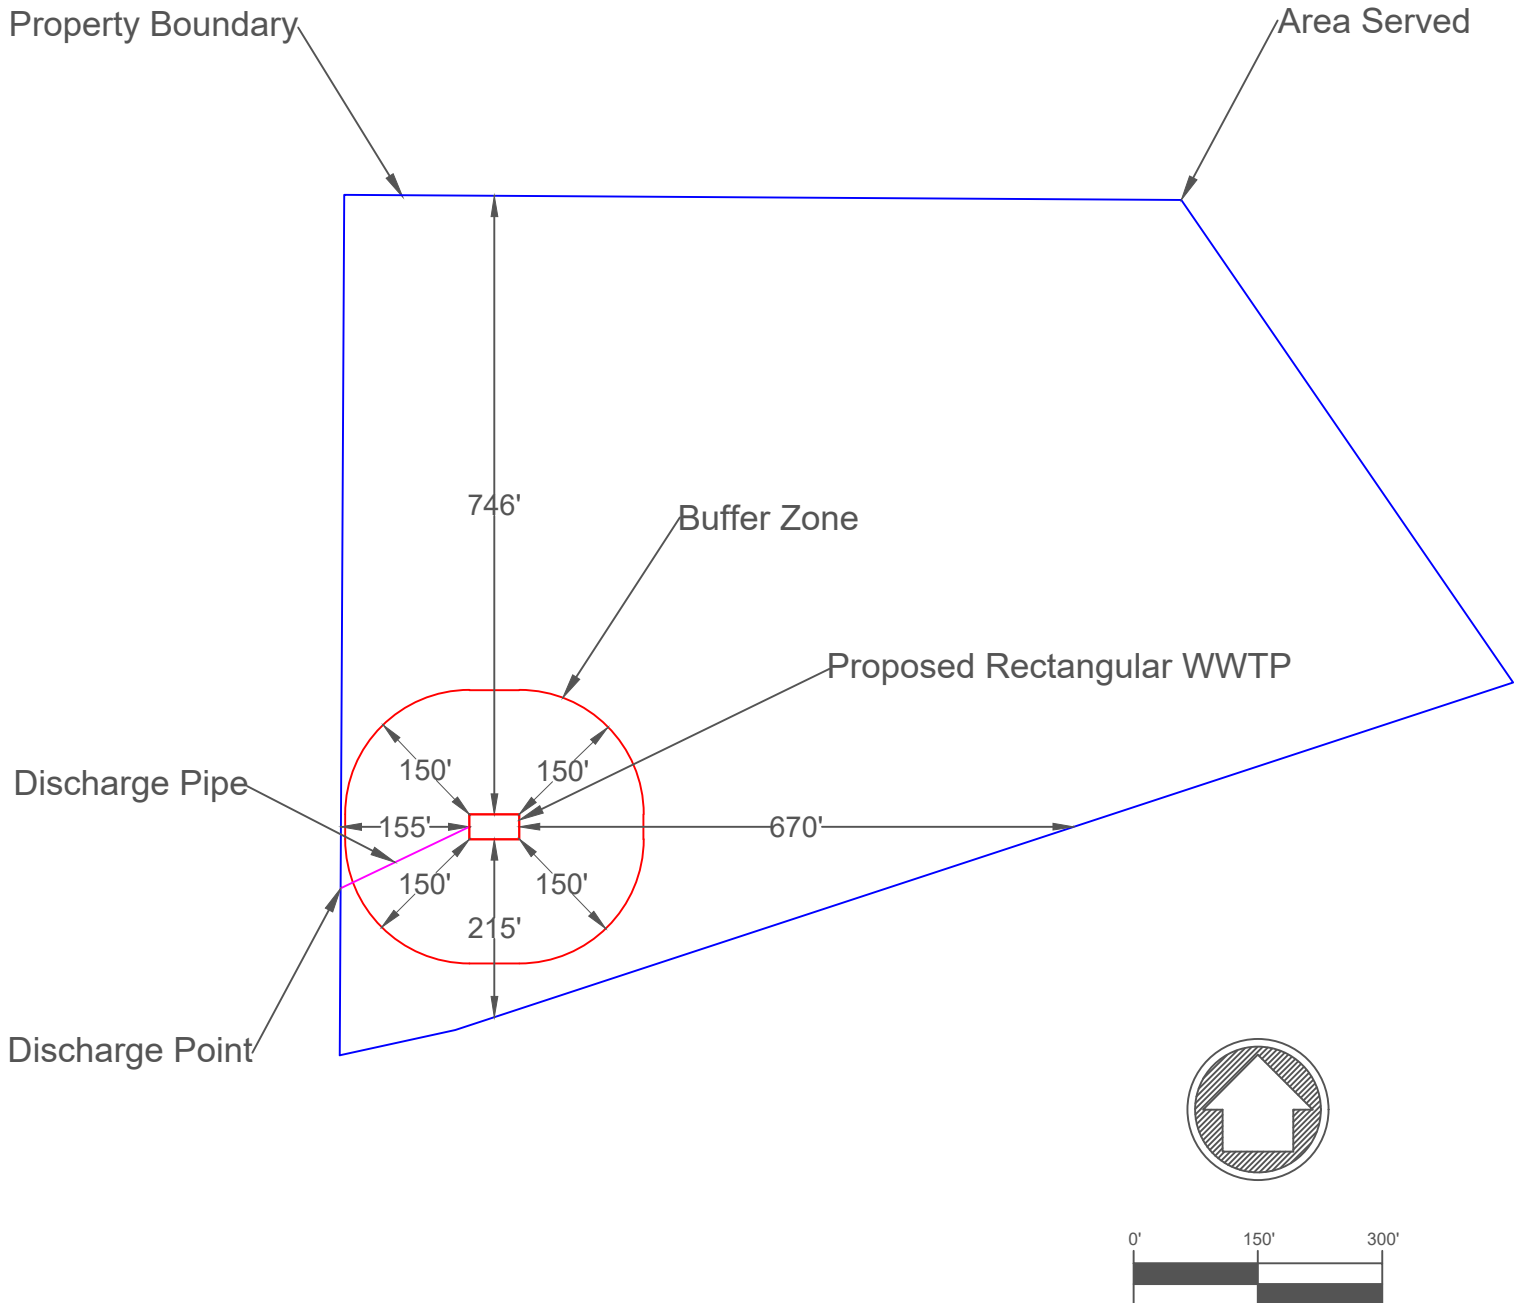 Property Boundary
Area Served
746'
Buffer Zone
Proposed Rectangular WWTP
150'
150'
Discharge Pipe
155'
670'
150'
150'
215'
Discharge Point
0' 150' 300'